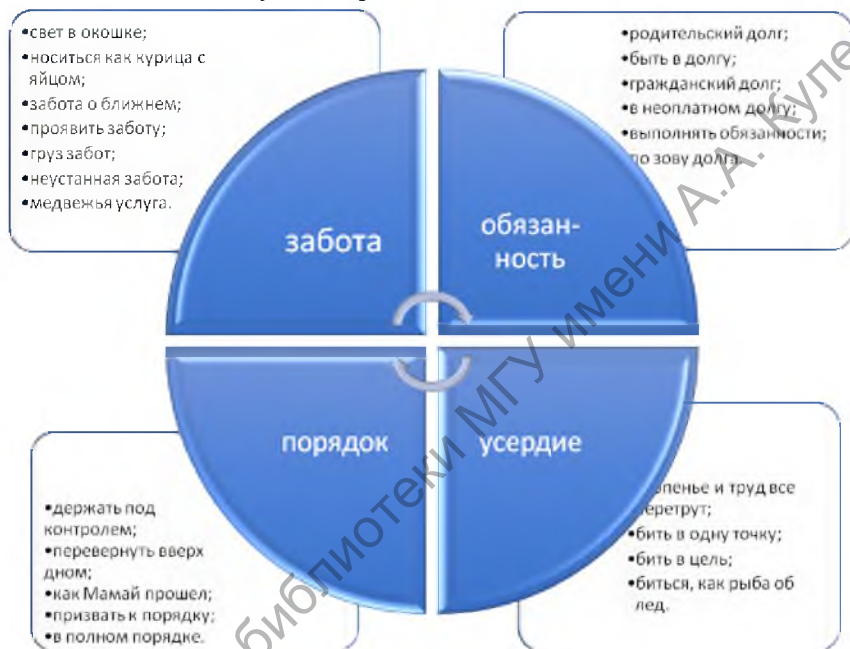 •свет в окошке;
•носиться как курица с
яйцом;
•забота о ближнем;
•проявить заботу;
•груз забот;
•неустанная забота;
•медвежья услуга.
•родительский долг;
•быть в долгу;
•гражданский долг;
•в неоплатном долгу;
•выполнять обязанности;
по зову долга.
забота
обязан-
ность
порядок
усердие
•держать под
контролем;
•перевернуть вверх
дном;
•как Мамай прошел;
•призвать к порядку;
•в полном порядке.
и труд все
•бить в одну точку;
•бить в цель;
•биться, как рыба об
лед.
библиотеки МГУ имени А.А. Куле